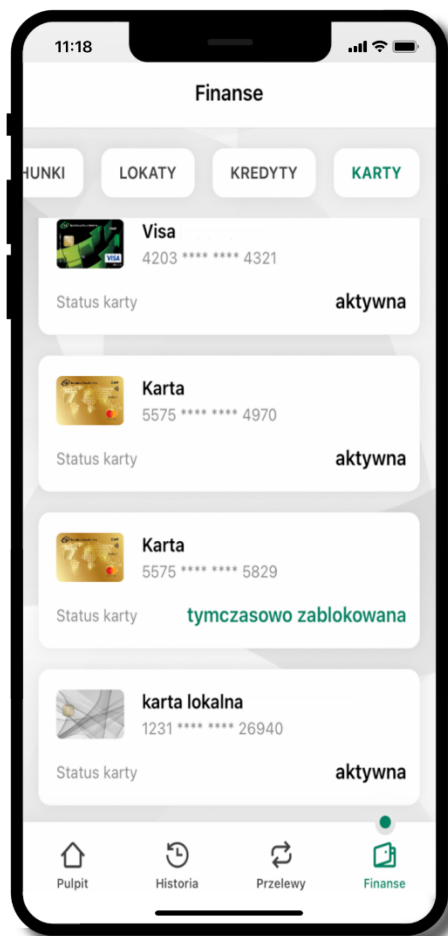 11:18
Finanse
HUNKI
LOKATY
KREDYTY
KARTY
VISA
Visa
4203 **** **** 4321
Status karty
aktywna
Karta
5575 **** **** 4970
Status karty
aktywna
Karta
5575 **** **** 5829
Status karty
tymczasowo zablokowana
karta lokalna
1231 **** **** 26940
Status karty
aktywna
Pulpit
Historia
Przelewy
Finanse